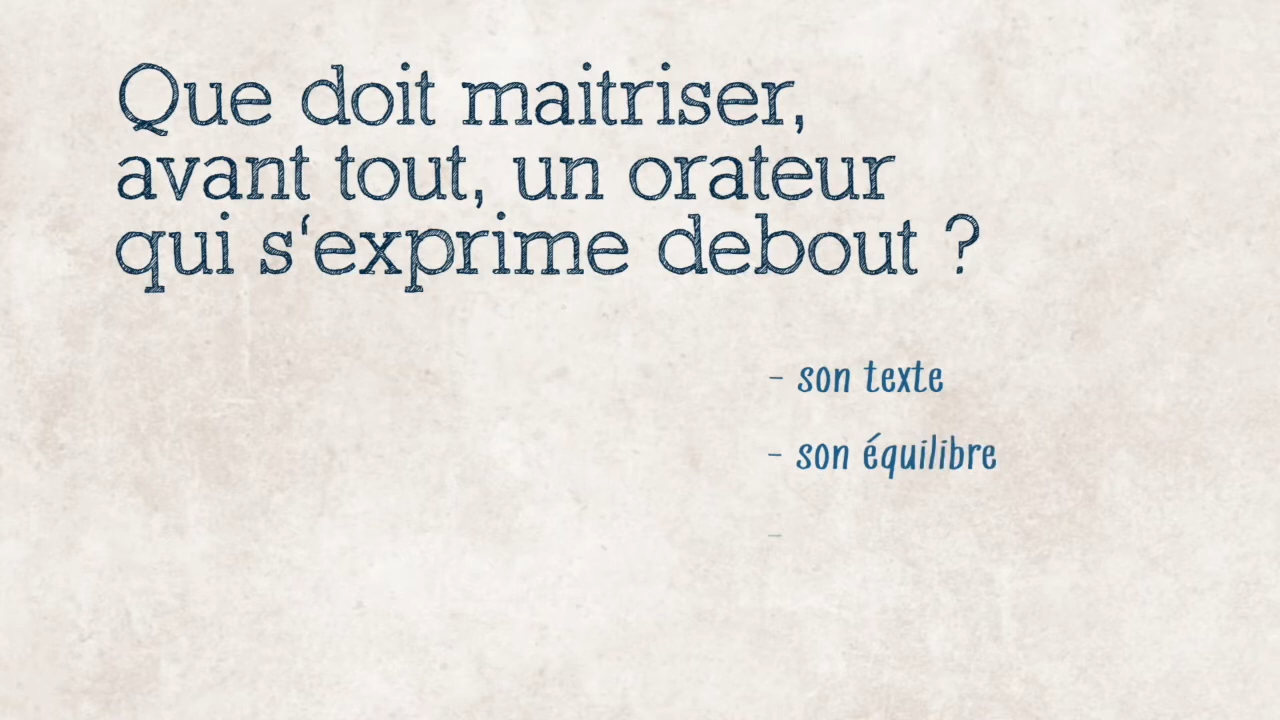 Que doit maitriser,
avant tout, un orateur
qui s‘exprime debout ?
- son texte
- son équilibre
-